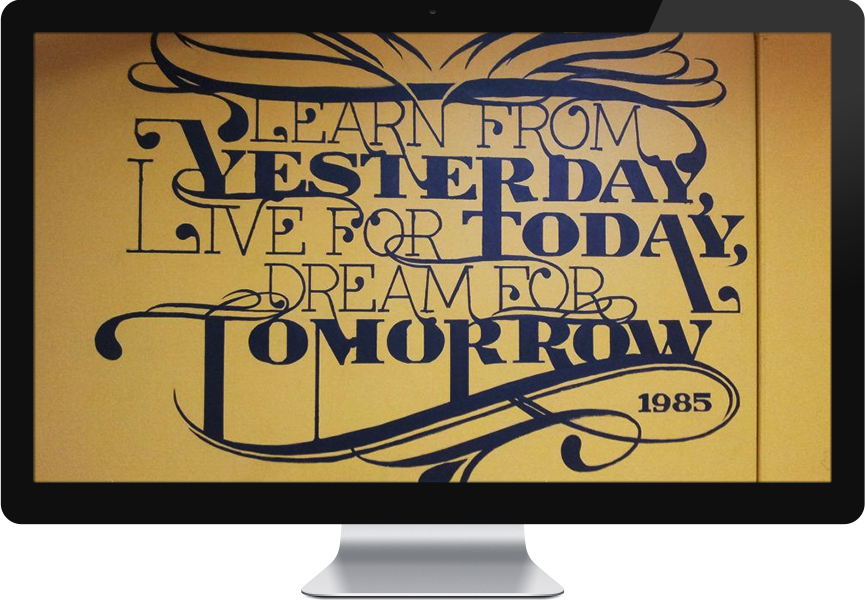 LEARN FROM
YESTERDAY,
LIVE FOR TODAY,
DREAM FOR
TOMORROW
1985